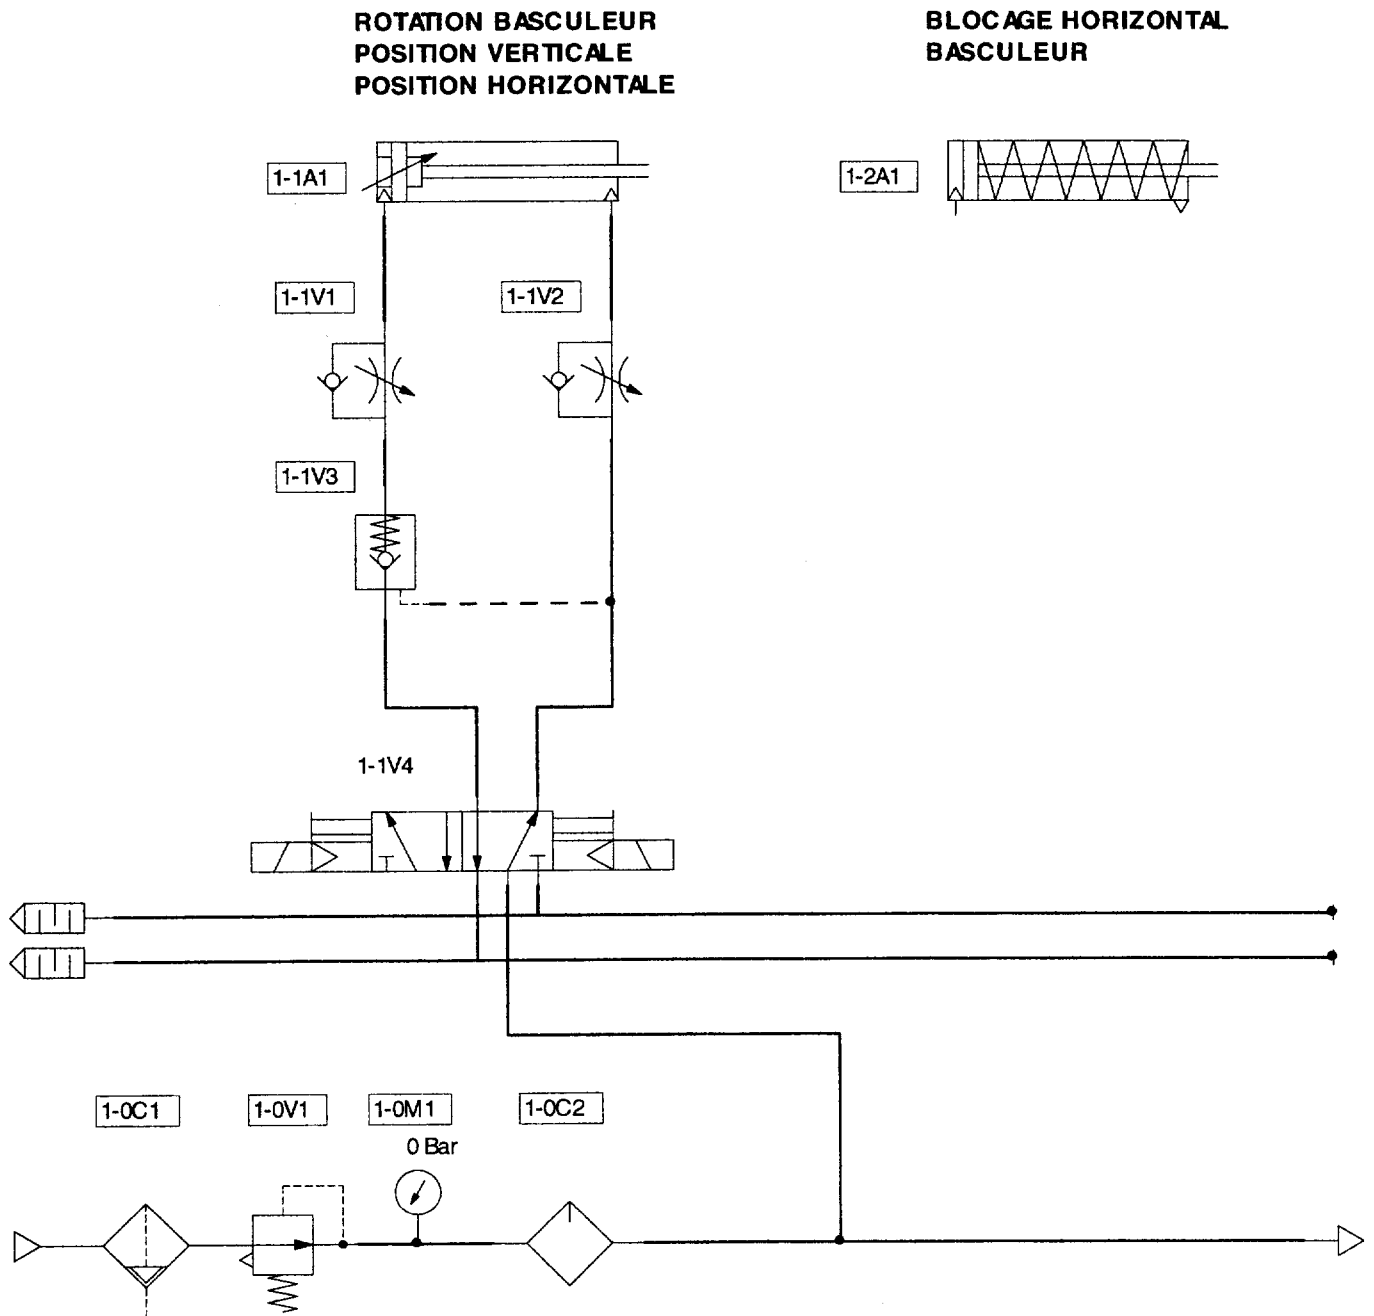 ROTATION BASCULEUR
POSITION VERTICALE
POSITION HORIZONTALE
BLOCAGE HORIZONTAL
BASCULEUR
1-1A1
1-2A1
1-1V1
1-1V2
1-1V3
1-1V4
1-0C1
1-0V1
1-0M1
1-0C2
0 Bar